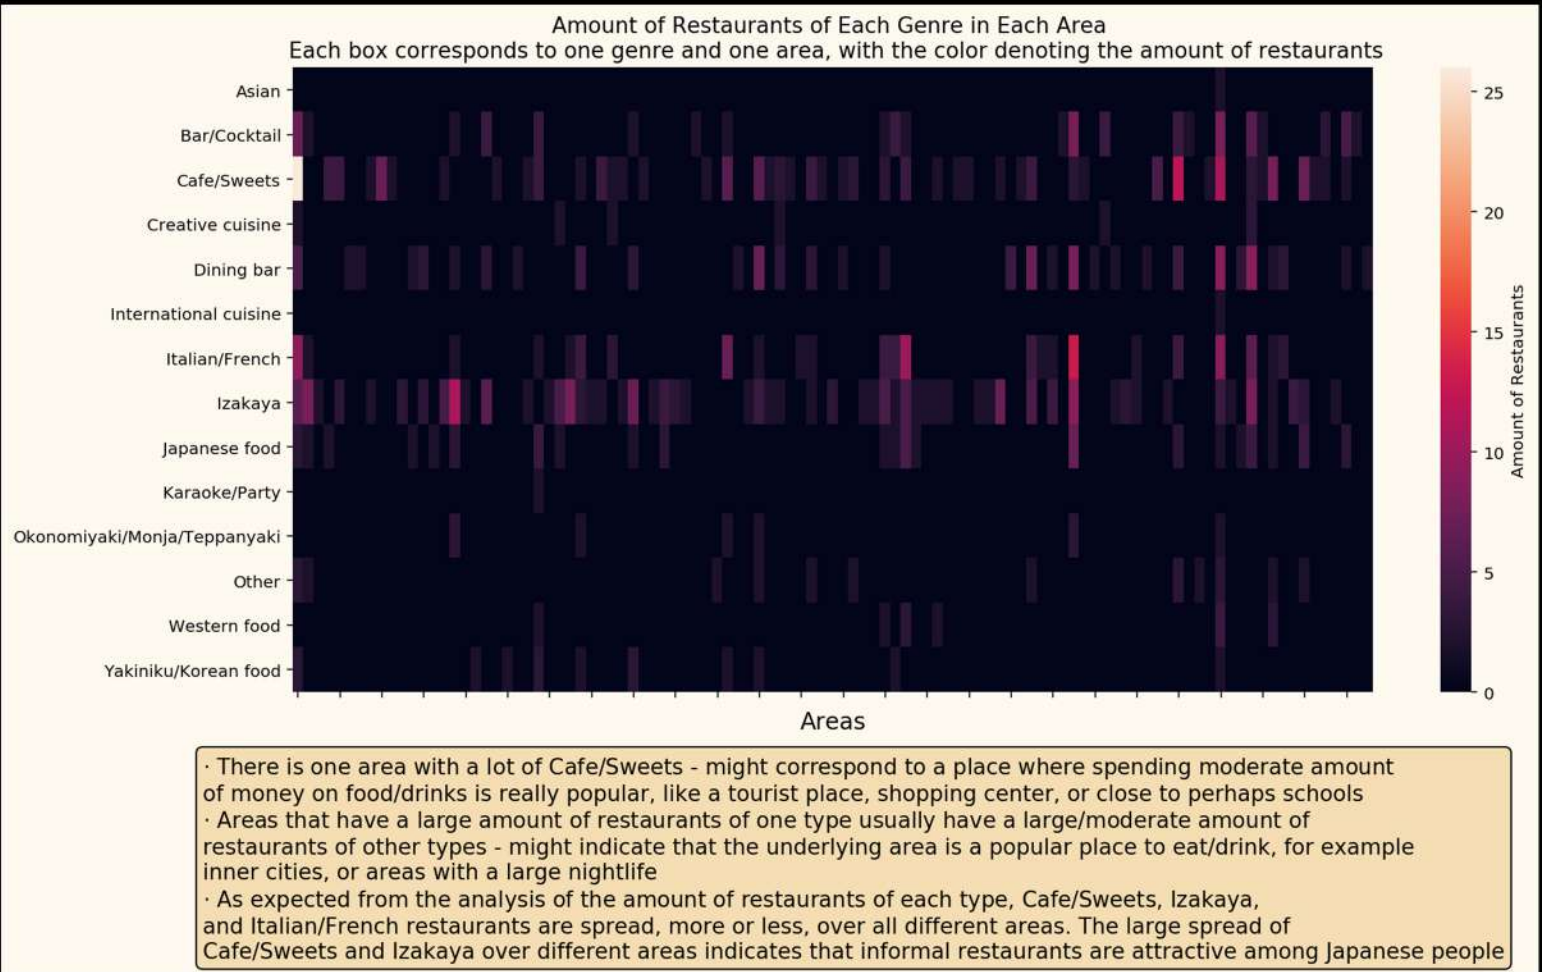 Amount of Restaurants of Each Genre in Each Area
Each box corresponds to one genre and one area, with the color denoting the amount of restaurants
Asian
Bar/Cocktail
Cafe/Sweets
Creative cuisine
Dining bar
International cuisine
Italian/French
Izakaya
Japanese food
Karaoke/Party
Okonomiyaki/Monja/Teppanyaki
Other
Western food
Yakiniku/Korean food
Areas
25
20
15
10
5
0
Amount of Restaurants
· There is one area with a lot of Cafe/Sweets - might correspond to a place where spending moderate amount
of money on food/drinks is really popular, like a tourist place, shopping center, or close to perhaps schools
· Areas that have a large amount of restaurants of one type usually have a large/moderate amount of
restaurants of other types - might indicate that the underlying area is a popular place to eat/drink, for example
inner cities, or areas with a large nightlife
· As expected from the analysis of the amount of restaurants of each type, Cafe/Sweets, Izakaya,
and Italian/French restaurants are spread, more or less, over all different areas. The large spread of
Cafe/Sweets and Izakaya over different areas indicates that informal restaurants are attractive among Japanese people